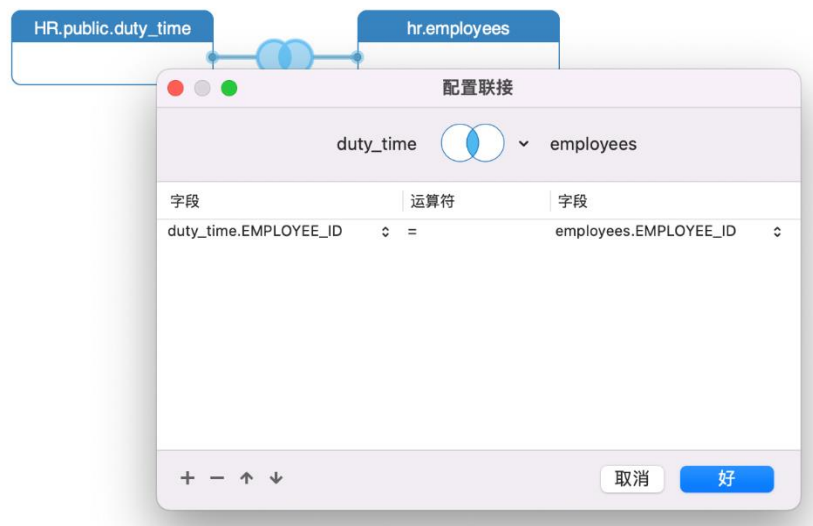 HR.public.duty_time
hr.employees
配置联接
duty_time employees
字段 运算符 字段
duty_time.EMPLOYEE_ID = employees.EMPLOYEE_ID
取消 好